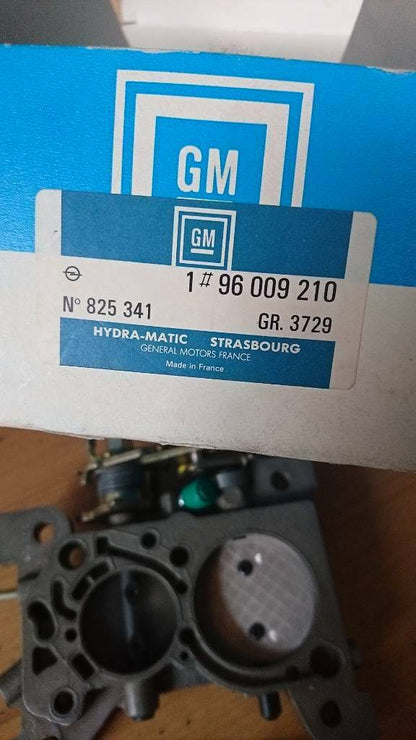 GM
GM
1# 96 009 210
N° 825 341
GR. 3729
HYDRA-MATIC STRASBOURG
GENERAL MOTORS FRANCE
Made in France